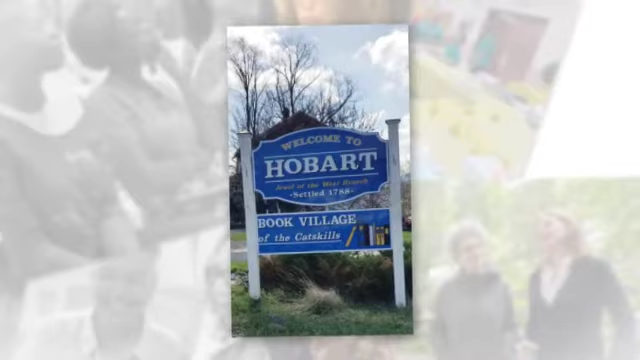 WELCOME TO
HOBART
Jewel of the West Branch
-Settled 1788-
BOOK VILLAGE
of the Catskills